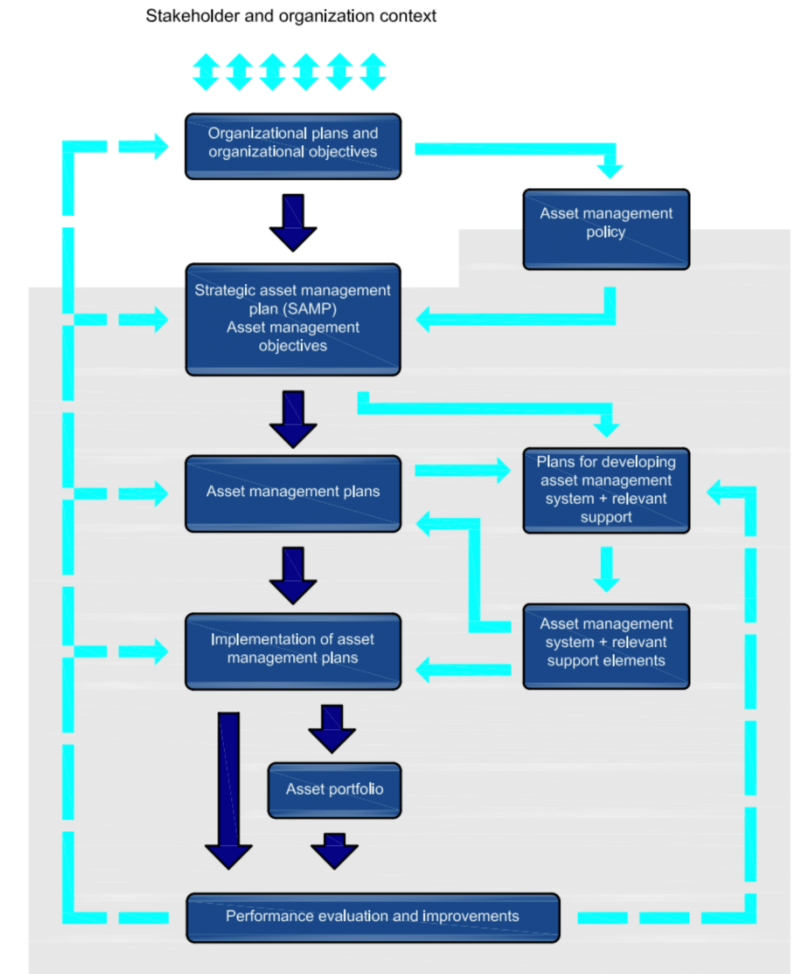 Stakeholder and organization context
Organizational plans and
organizational objectives
Asset management
policy
Strategic asset management
plan (SAMP)
Asset management
objectives
Asset management plans
Plans for developing
asset management
system + relevant
support
Implementation of asset
management plans
Asset management
system + relevant
support elements
Asset portfolio
Performance evaluation and improvements